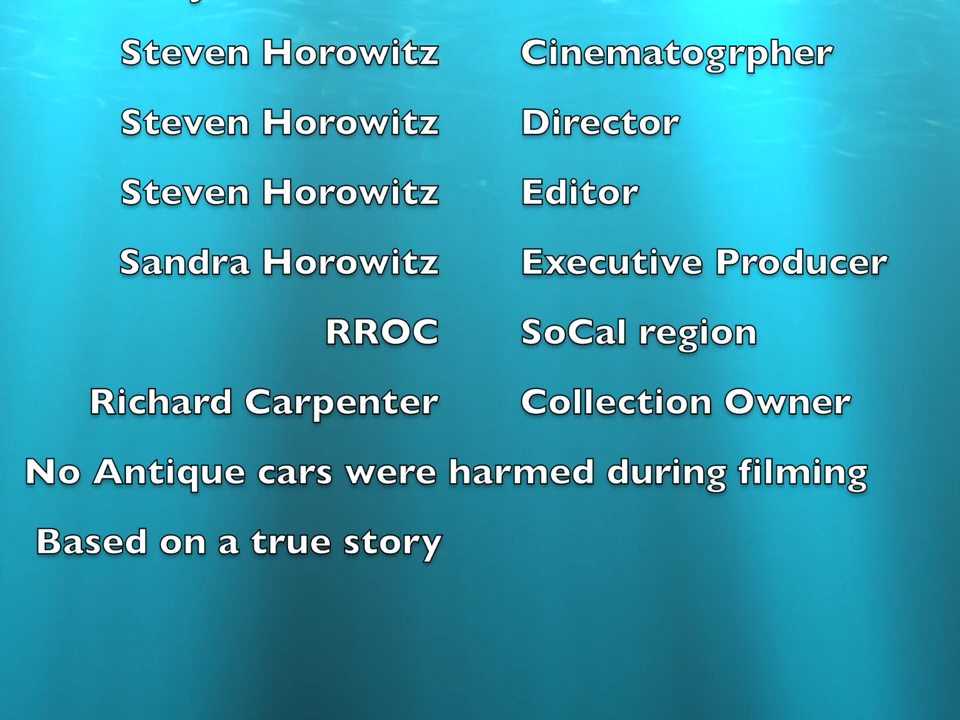 Steven Horowitz Cinematogrpher
Steven Horowitz Director
Steven Horowitz Editor
Sandra Horowitz Executive Producer
RROC SoCal region
Richard Carpenter Collection Owner
No Antique cars were harmed during filming
Based on a true story